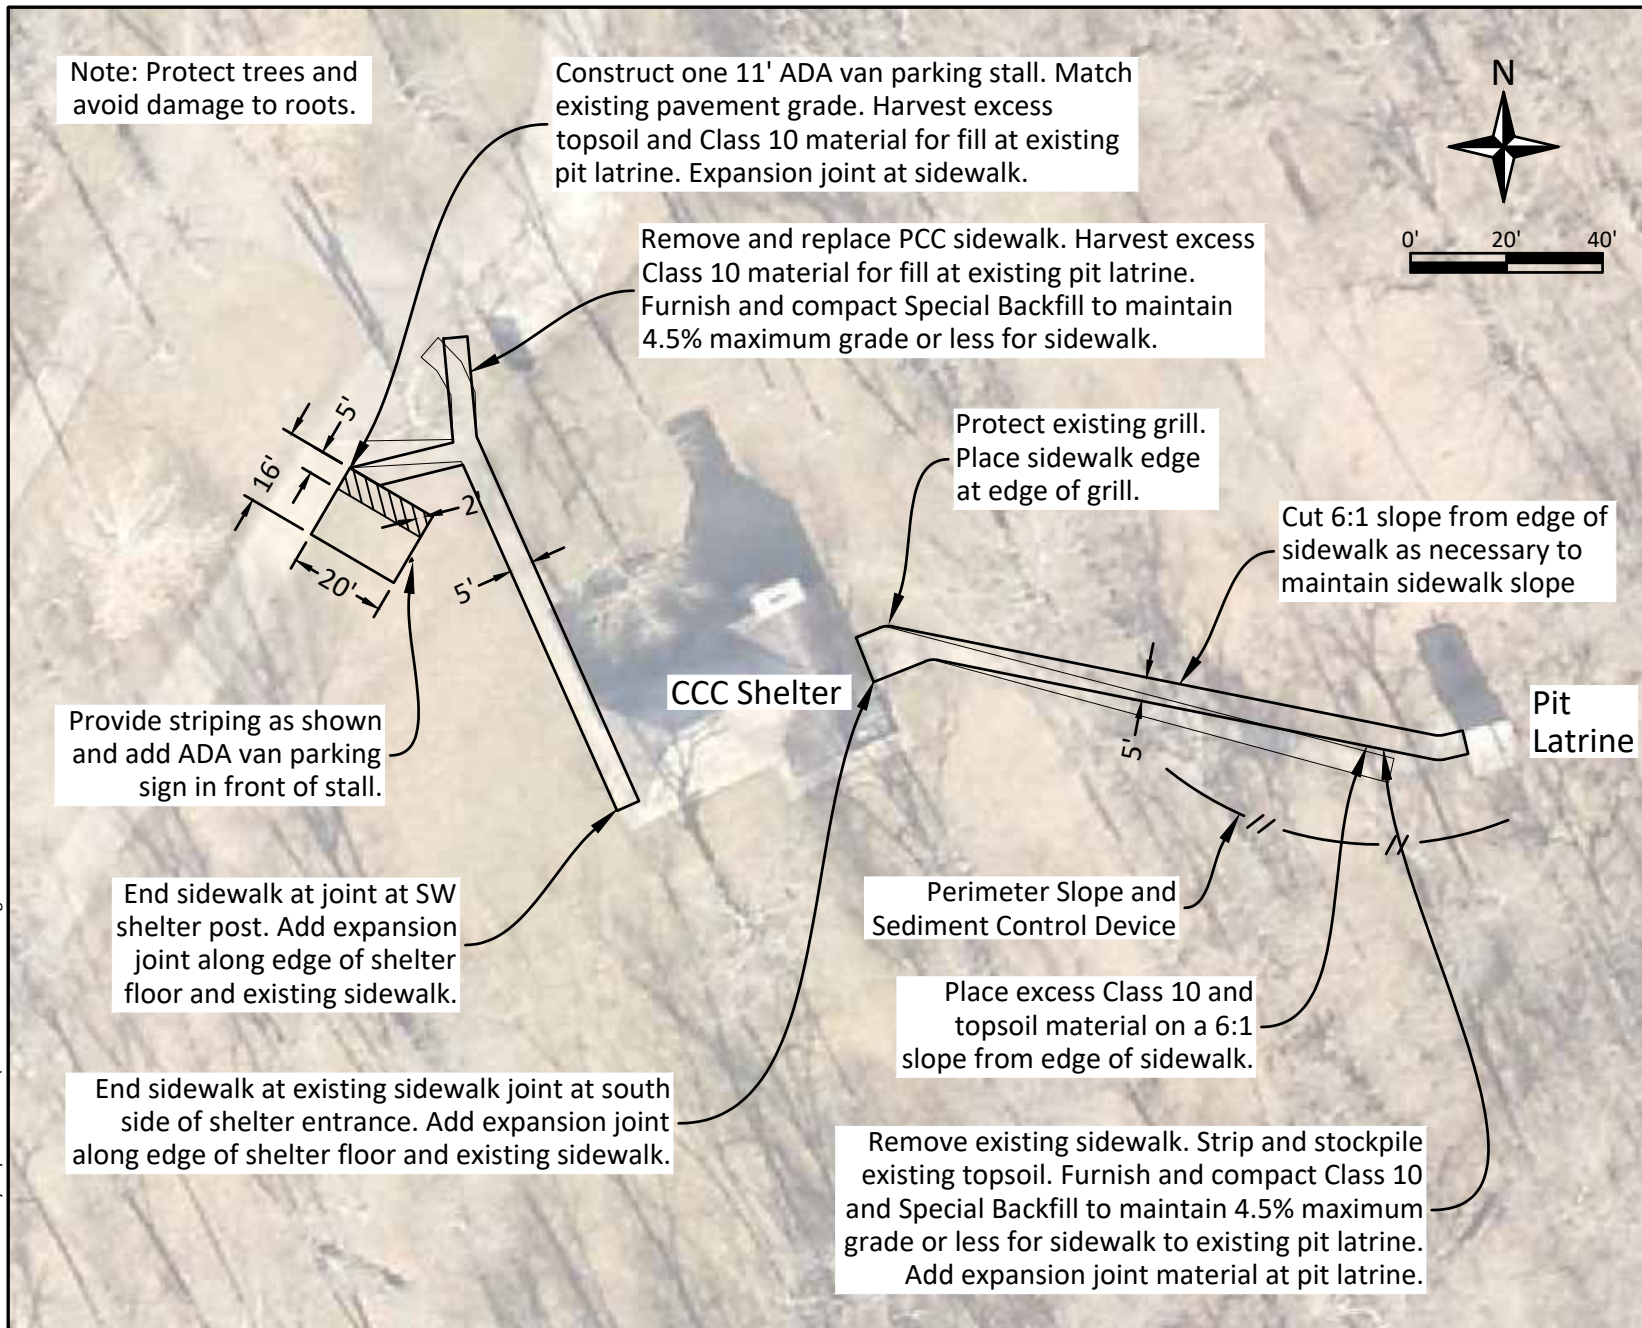 Note: Protect trees and
avoid damage to roots.
Construct one 11' ADA van parking stall. Match
existing pavement grade. Harvest excess
topsoil and Class 10 material for fill at existing
pit latrine. Expansion joint at sidewalk.
N
0' 20' 40'
Remove and replace PCC sidewalk. Harvest excess
Class 10 material for fill at existing pit latrine.
Furnish and compact Special Backfill to maintain
4.5% maximum grade or less for sidewalk.
5'
16'
20'
2'
5'
Protect existing grill.
Place sidewalk edge
at edge of grill.
Cut 6:1 slope from edge of
sidewalk as necessary to
maintain sidewalk slope
CCC Shelter
5'
Pit
Latrine
Provide striping as shown
and add ADA van parking
sign in front of stall.
End sidewalk at joint at SW
shelter post. Add expansion
joint along edge of shelter
floor and existing sidewalk.
Perimeter Slope and
Sediment Control Device
Place excess Class 10 and
topsoil material on a 6:1
slope from edge of sidewalk.
End sidewalk at existing sidewalk joint at south
side of shelter entrance. Add expansion joint
along edge of shelter floor and existing sidewalk.
Remove existing sidewalk. Strip and stockpile
existing topsoil. Furnish and compact Class 10
and Special Backfill to maintain 4.5% maximum
grade or less for sidewalk to existing pit latrine.
Add expansion joint material at pit latrine.